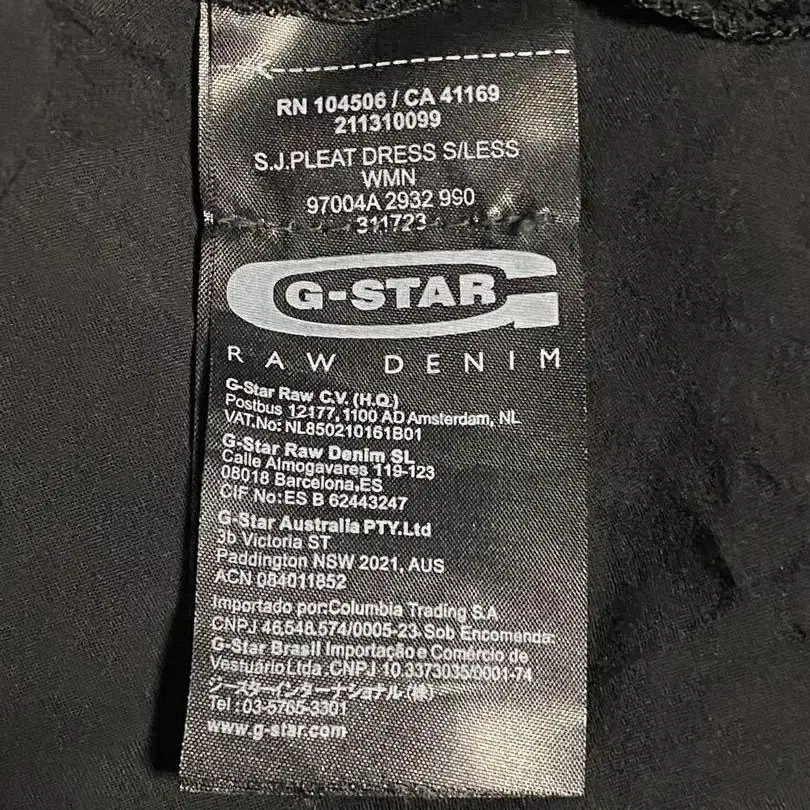 RN 104506 / CA 41169
211310099
S.J.PLEAT DRESS S/LESS
WMN
97004A 2932 990
311723
G-STAR
RAW DENIM
G-Star Raw C.V. (H.Q.)
Postbus 12177, 1100 AD Amsterdam, NL
VAT.No: NL850210161B01
G-Star Raw Denim SL
Calle Almogavares 119-123
08018 Barcelona,ES
CIF No: ES B 62443247
G-Star Australia PTY.Ltd
3b Victoria ST
Paddington NSW 2021, AUS
ACN 084011852
Importado por:Columbia Trading S.A
CNPJ 46.548.574/0005-23 Sob Encomenda:
G-Star Brasil Importação e Comércio de
Vestuário Ltda .CNPJ 10.3373035/0001-74
ジースターインターナショナル (株)
Tel : 03-5765-3301
www.g-star.com